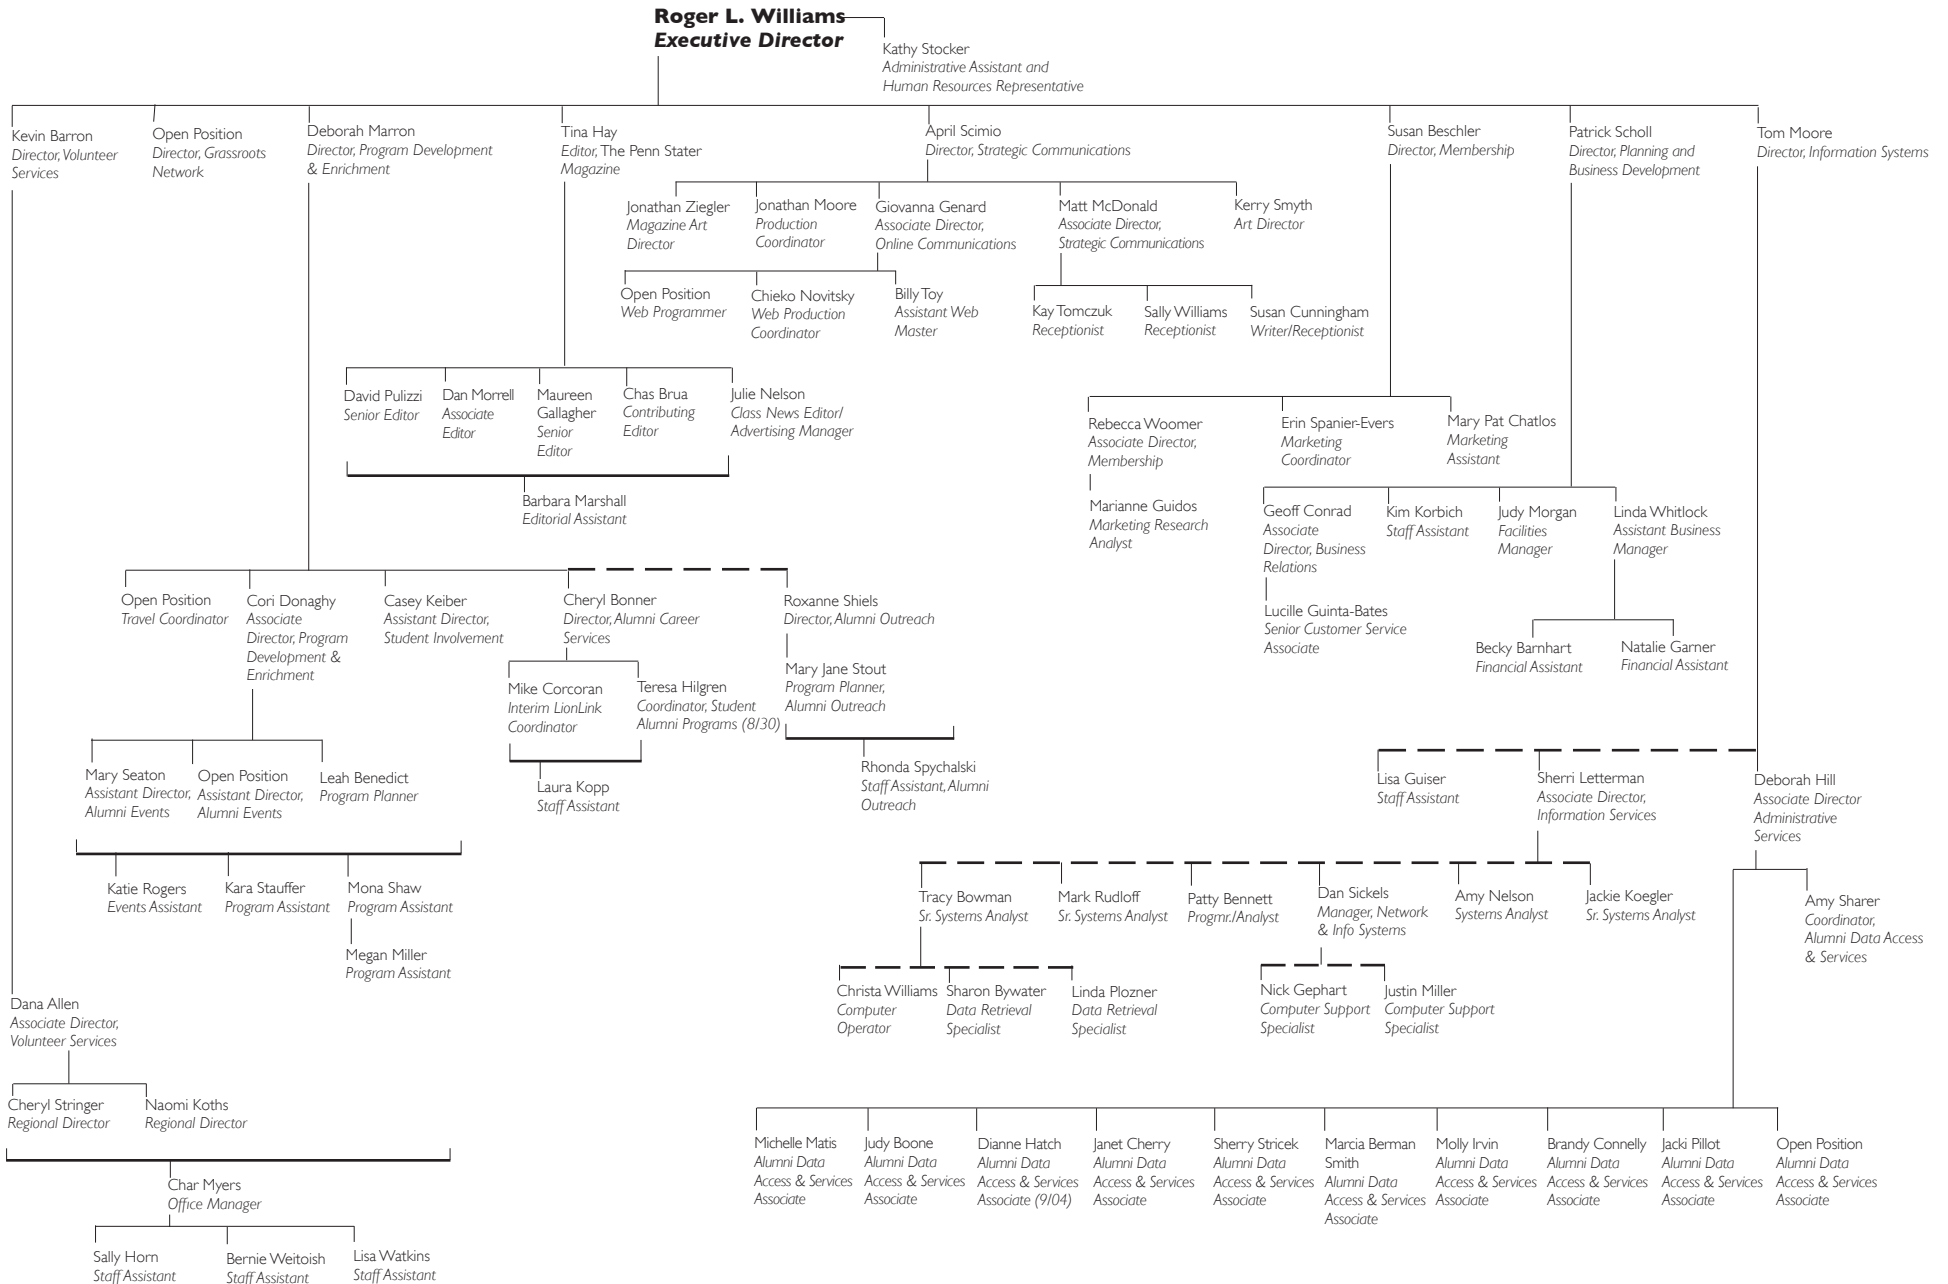 Roger L. Williams
Executive Director
Kathy Stocker
Administrative Assistant and
Human Resources Representative
Kevin Barron
Director, Volunteer
Services
Open Position
Director, Grassroots
Network
Deborah Marron
Director, Program Development
& Enrichment
Tina Hay
Editor, The Penn Stater
Magazine
April Scimio
Director, Strategic Communications
Susan Beschler
Director, Membership
Patrick Scholl
Director, Planning and
Business Development
Tom Moore
Director, Information Systems
Jonathan Ziegler
Magazine Art
Director
Jonathan Moore
Production
Coordinator
Giovanna Genard
Associate Director,
Online Communications
Matt McDonald
Associate Director,
Strategic Communications
Kerry Smyth
Art Director
Open Position
Web Programmer
Chieko Novitsky
Web Production
Coordinator
Billy Toy
Assistant Web
Master
Kay Tomczuk
Receptionist
Sally Williams
Receptionist
Susan Cunningham
Writer/Receptionist
David Pulizzi
Senior Editor
Dan Morrell
Associate
Editor
Maureen
Gallagher
Senior
Editor
Chas Brua
Contributing
Editor
Julie Nelson
Class News Editor/
Advertising Manager
Barbara Marshall
Editorial Assistant
Rebecca Woomer
Associate Director,
Membership
Erin Spanier-Evers
Marketing
Coordinator
Mary Pat Chatlos
Marketing
Assistant
Marianne Guidos
Marketing Research
Analyst
Geoff Conrad
Associate
Director, Business
Relations
Kim Korbich
Staff Assistant
Judy Morgan
Facilities
Manager
Linda Whitlock
Assistant Business
Manager
Lucille Guinta-Bates
Senior Customer Service
Associate
Becky Barnhart
Financial Assistant
Natalie Garner
Financial Assistant
Open Position
Travel Coordinator
Cori Donaghy
Associate
Director, Program
Development &
Enrichment
Casey Keiber
Assistant Director,
Student Involvement
Cheryl Bonner
Director, Alumni Career
Services
Roxanne Shiels
Director, Alumni Outreach
Mike Corcoran
Interim LionLink
Coordinator
Teresa Hilgren
Coordinator, Student
Alumni Programs (8/30)
Mary Jane Stout
Program Planner,
Alumni Outreach
Laura Kopp
Staff Assistant
Rhonda Spychalski
Staff Assistant, Alumni
Outreach
Mary Seaton
Assistant Director,
Alumni Events
Open Position
Assistant Director,
Alumni Events
Leah Benedict
Program Planner
Katie Rogers
Events Assistant
Kara Stauffer
Program Assistant
Mona Shaw
Program Assistant
Megan Miller
Program Assistant
Lisa Guiser
Staff Assistant
Sherri Letterman
Associate Director,
Information Services
Deborah Hill
Associate Director
Administrative
Services
Tracy Bowman
Sr. Systems Analyst
Mark Rudloff
Sr. Systems Analyst
Patty Bennett
Progmr./Analyst
Dan Sickels
Manager, Network
& Info Systems
Amy Nelson
Systems Analyst
Jackie Koegler
Sr. Systems Analyst
Amy Sharer
Coordinator,
Alumni Data Access
& Services
Christa Williams
Computer
Operator
Sharon Bywater
Data Retrieval
Specialist
Linda Plozner
Data Retrieval
Specialist
Nick Gephart
Computer Support
Specialist
Justin Miller
Computer Support
Specialist
Dana Allen
Associate Director,
Volunteer Services
Cheryl Stringer
Regional Director
Naomi Koths
Regional Director
Char Myers
Office Manager
Sally Horn
Staff Assistant
Bernie Weitoish
Staff Assistant
Lisa Watkins
Staff Assistant
Michelle Matis
Alumni Data
Access & Services
Associate
Judy Boone
Alumni Data
Access & Services
Associate
Dianne Hatch
Alumni Data
Access & Services
Associate (9/04)
Janet Cherry
Alumni Data
Access & Services
Associate
Sherry Stricek
Alumni Data
Access & Services
Associate
Marcia Berman
Smith
Alumni Data
Access & Services
Associate
Molly Irvin
Alumni Data
Access & Services
Associate
Brandy Connelly
Alumni Data
Access & Services
Associate
Jacki Pillot
Alumni Data
Access & Services
Associate
Open Position
Alumni Data
Access & Services
Associate